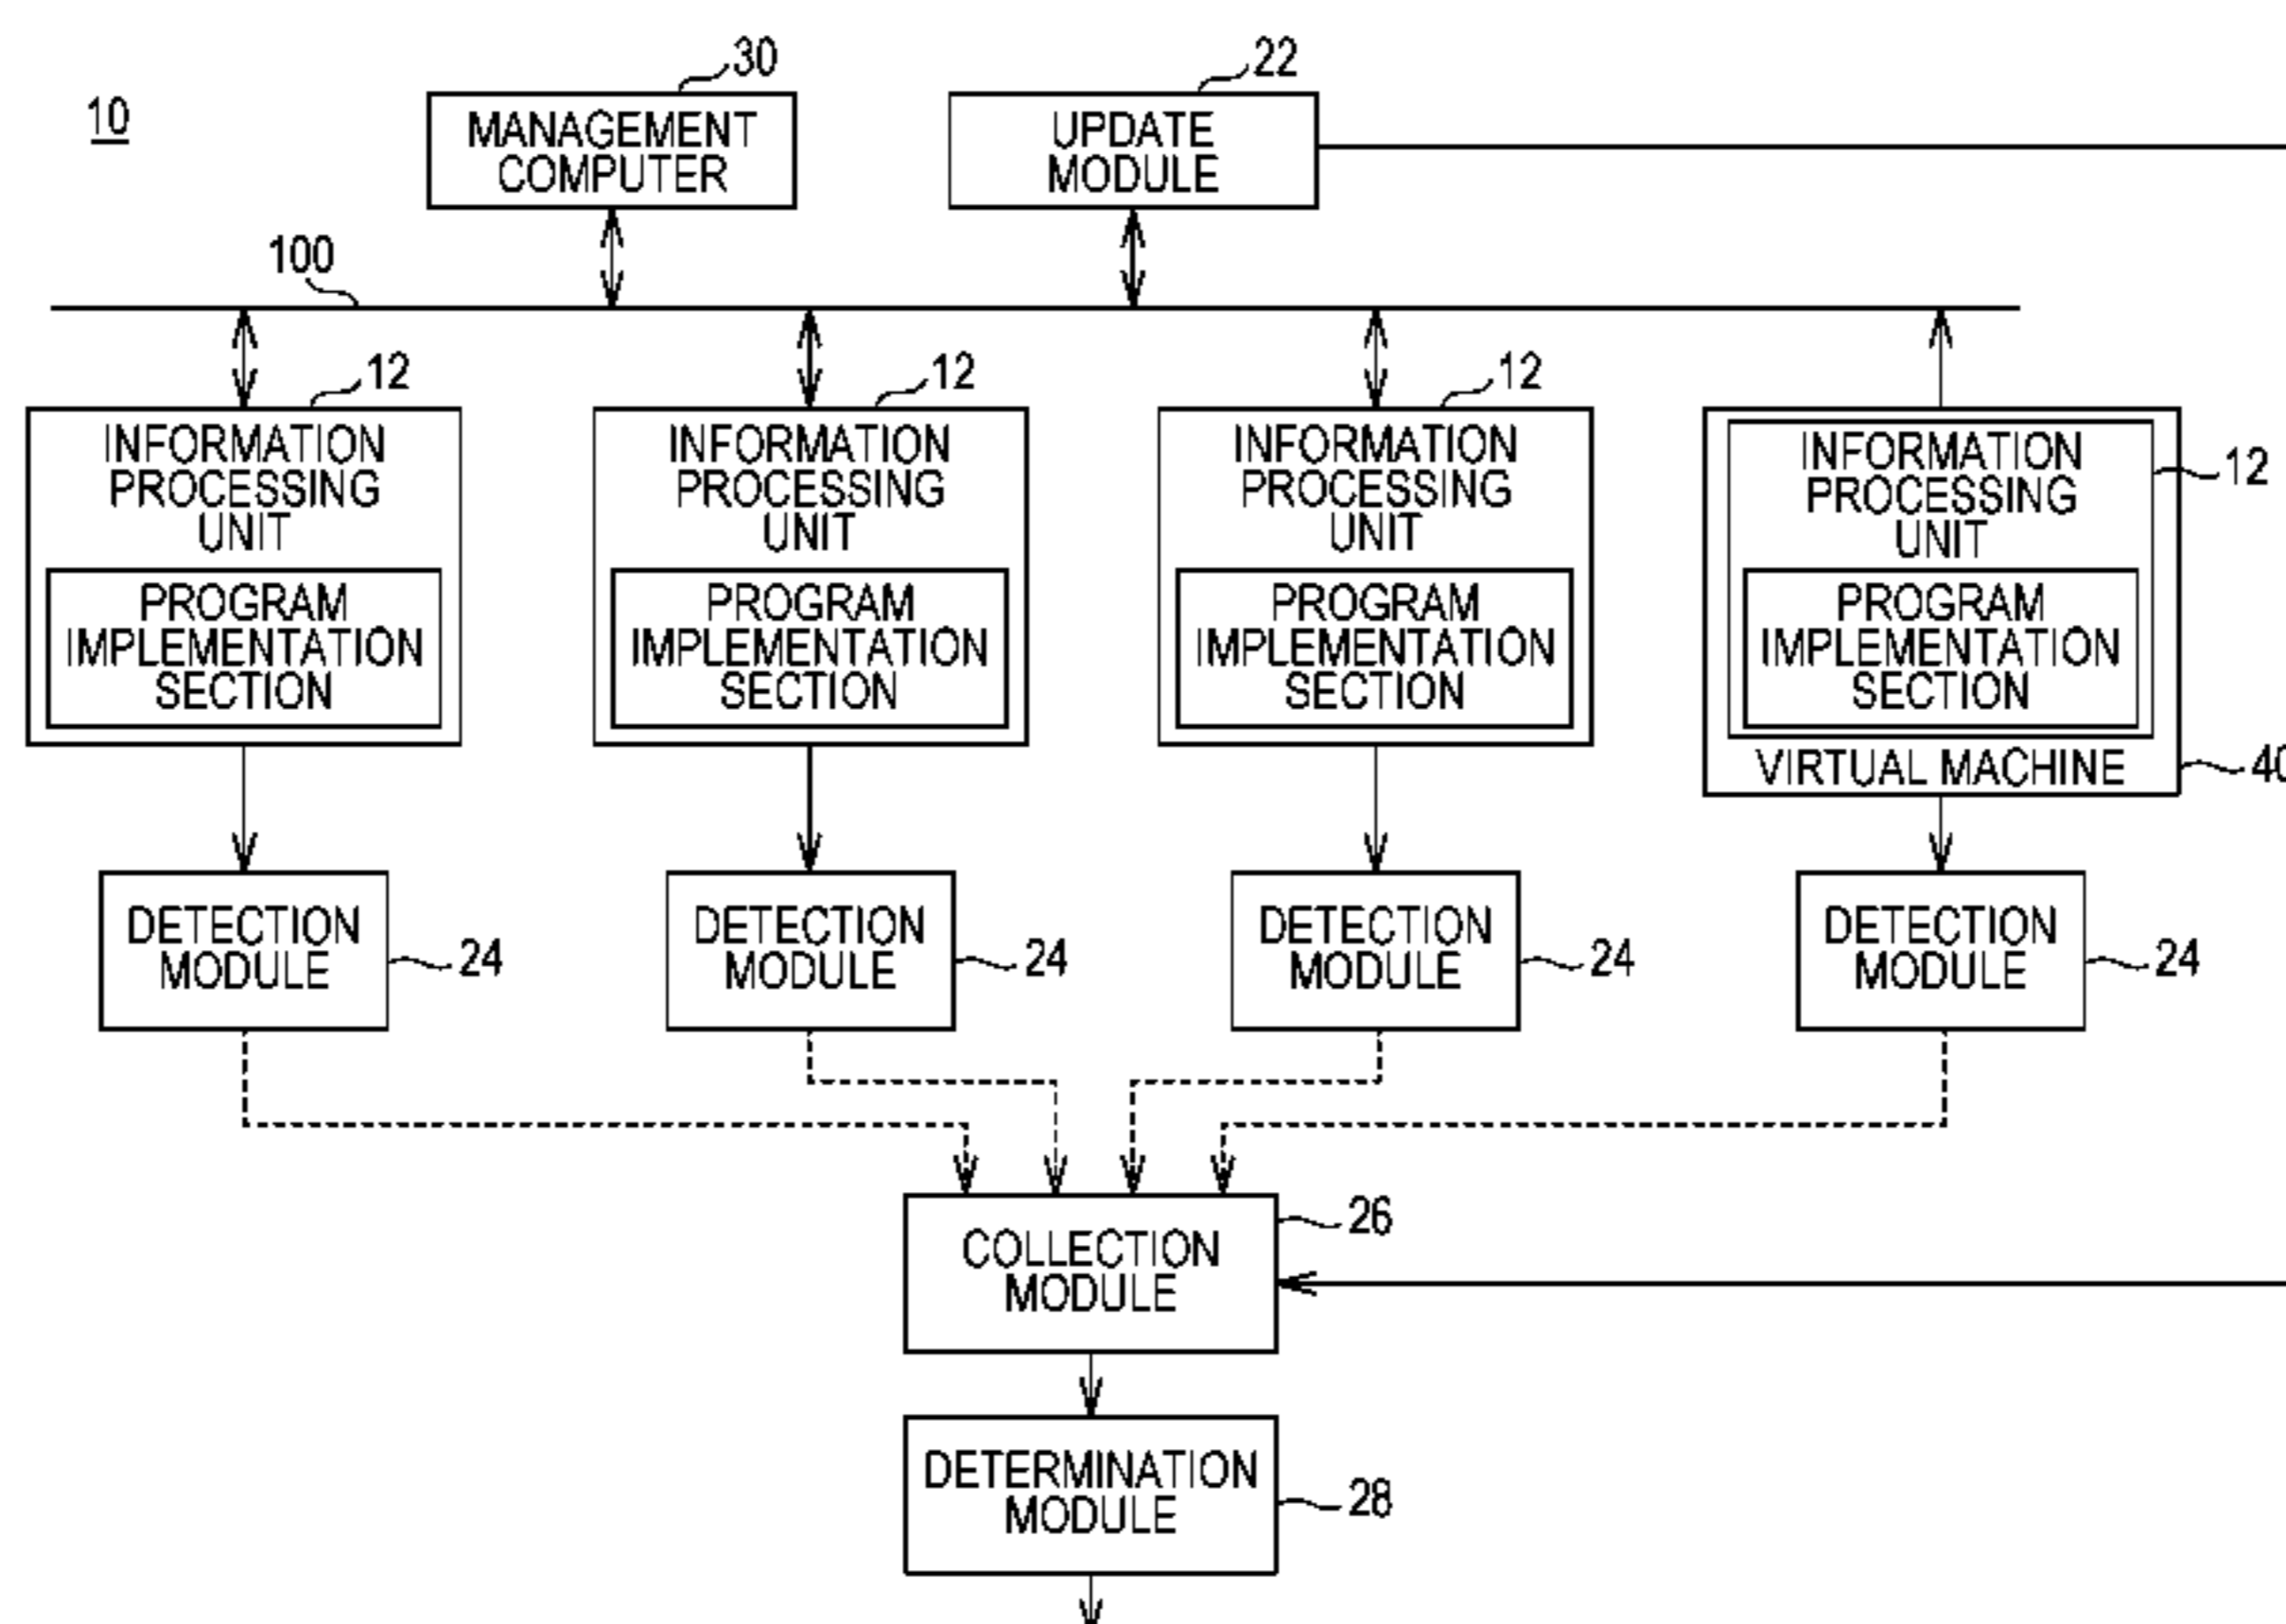 10
30
22
MANAGEMENT
COMPUTER
UPDATE
MODULE
100
12
12
12
INFORMATION
PROCESSING
UNIT
PROGRAM
IMPLEMENTATION
SECTION
INFORMATION
PROCESSING
UNIT
PROGRAM
IMPLEMENTATION
SECTION
INFORMATION
PROCESSING
UNIT
PROGRAM
IMPLEMENTATION
SECTION
INFORMATION
PROCESSING
UNIT
12
PROGRAM
IMPLEMENTATION
SECTION
VIRTUAL MACHINE
40
DETECTION
MODULE
24
DETECTION
MODULE
24
DETECTION
MODULE
24
DETECTION
MODULE
24
26
COLLECTION
MODULE
DETERMINATION
MODULE
28